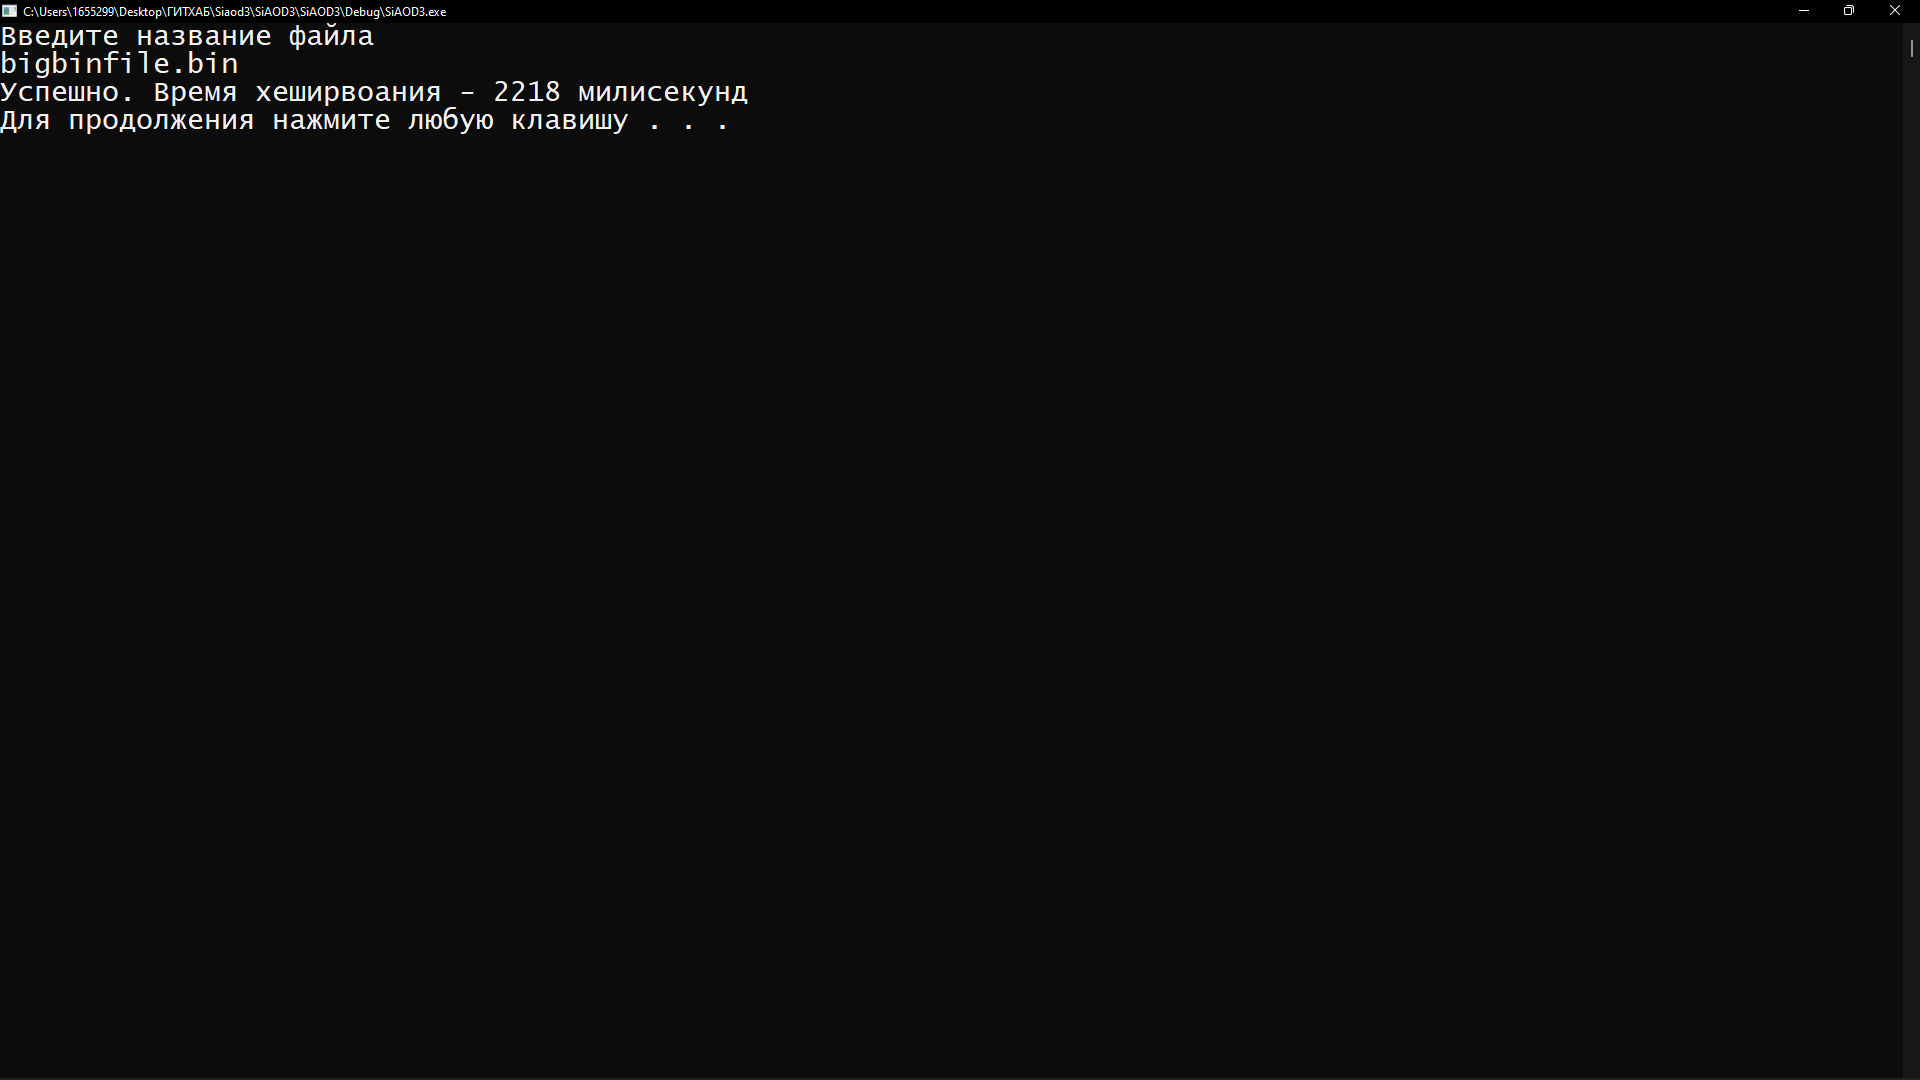 C:\Users\1655299\Desktop\ГИТХАБ\Siaod3\SiAOD3\SiAOD3\Debug\SiAOD3.exe
Введите название файла
bigbinfile.bin
Успешно. Время хеширвоания - 2218 милисекунд
Для продолжения нажмите любую клавишу . . .